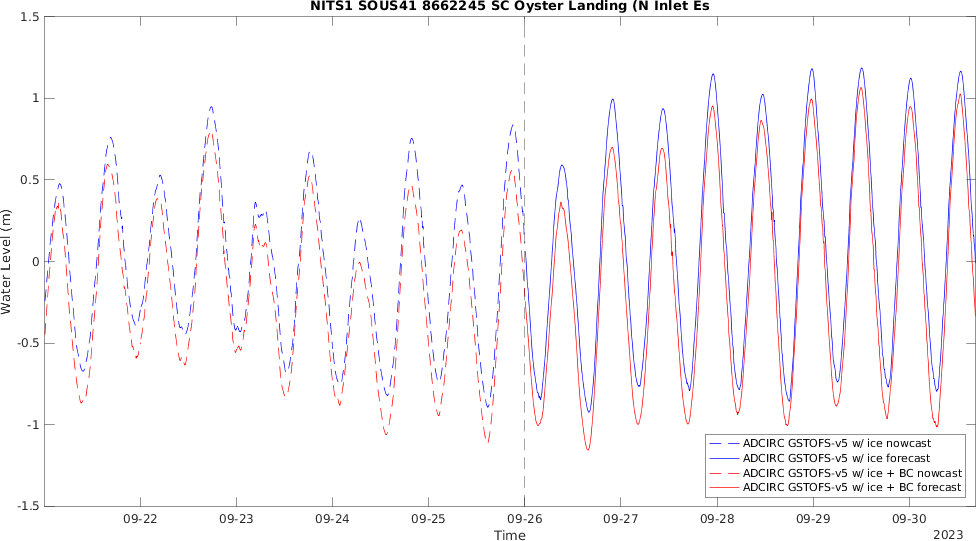 NITS1 SOUS41 8662245 SC Oyster Landing (N Inlet Es
1.5
1
0.5
0
-0.5
-1
-1.5
Water Level (m)
09-22 09-23 09-24 09-25 09-26 09-27 09-28 09-29 09-30
Time
2023
ADCIRC GSTOFS-v5 w/ ice nowcast
ADCIRC GSTOFS-v5 w/ ice forecast
ADCIRC GSTOFS-v5 w/ ice + BC nowcast
ADCIRC GSTOFS-v5 w/ ice + BC forecast